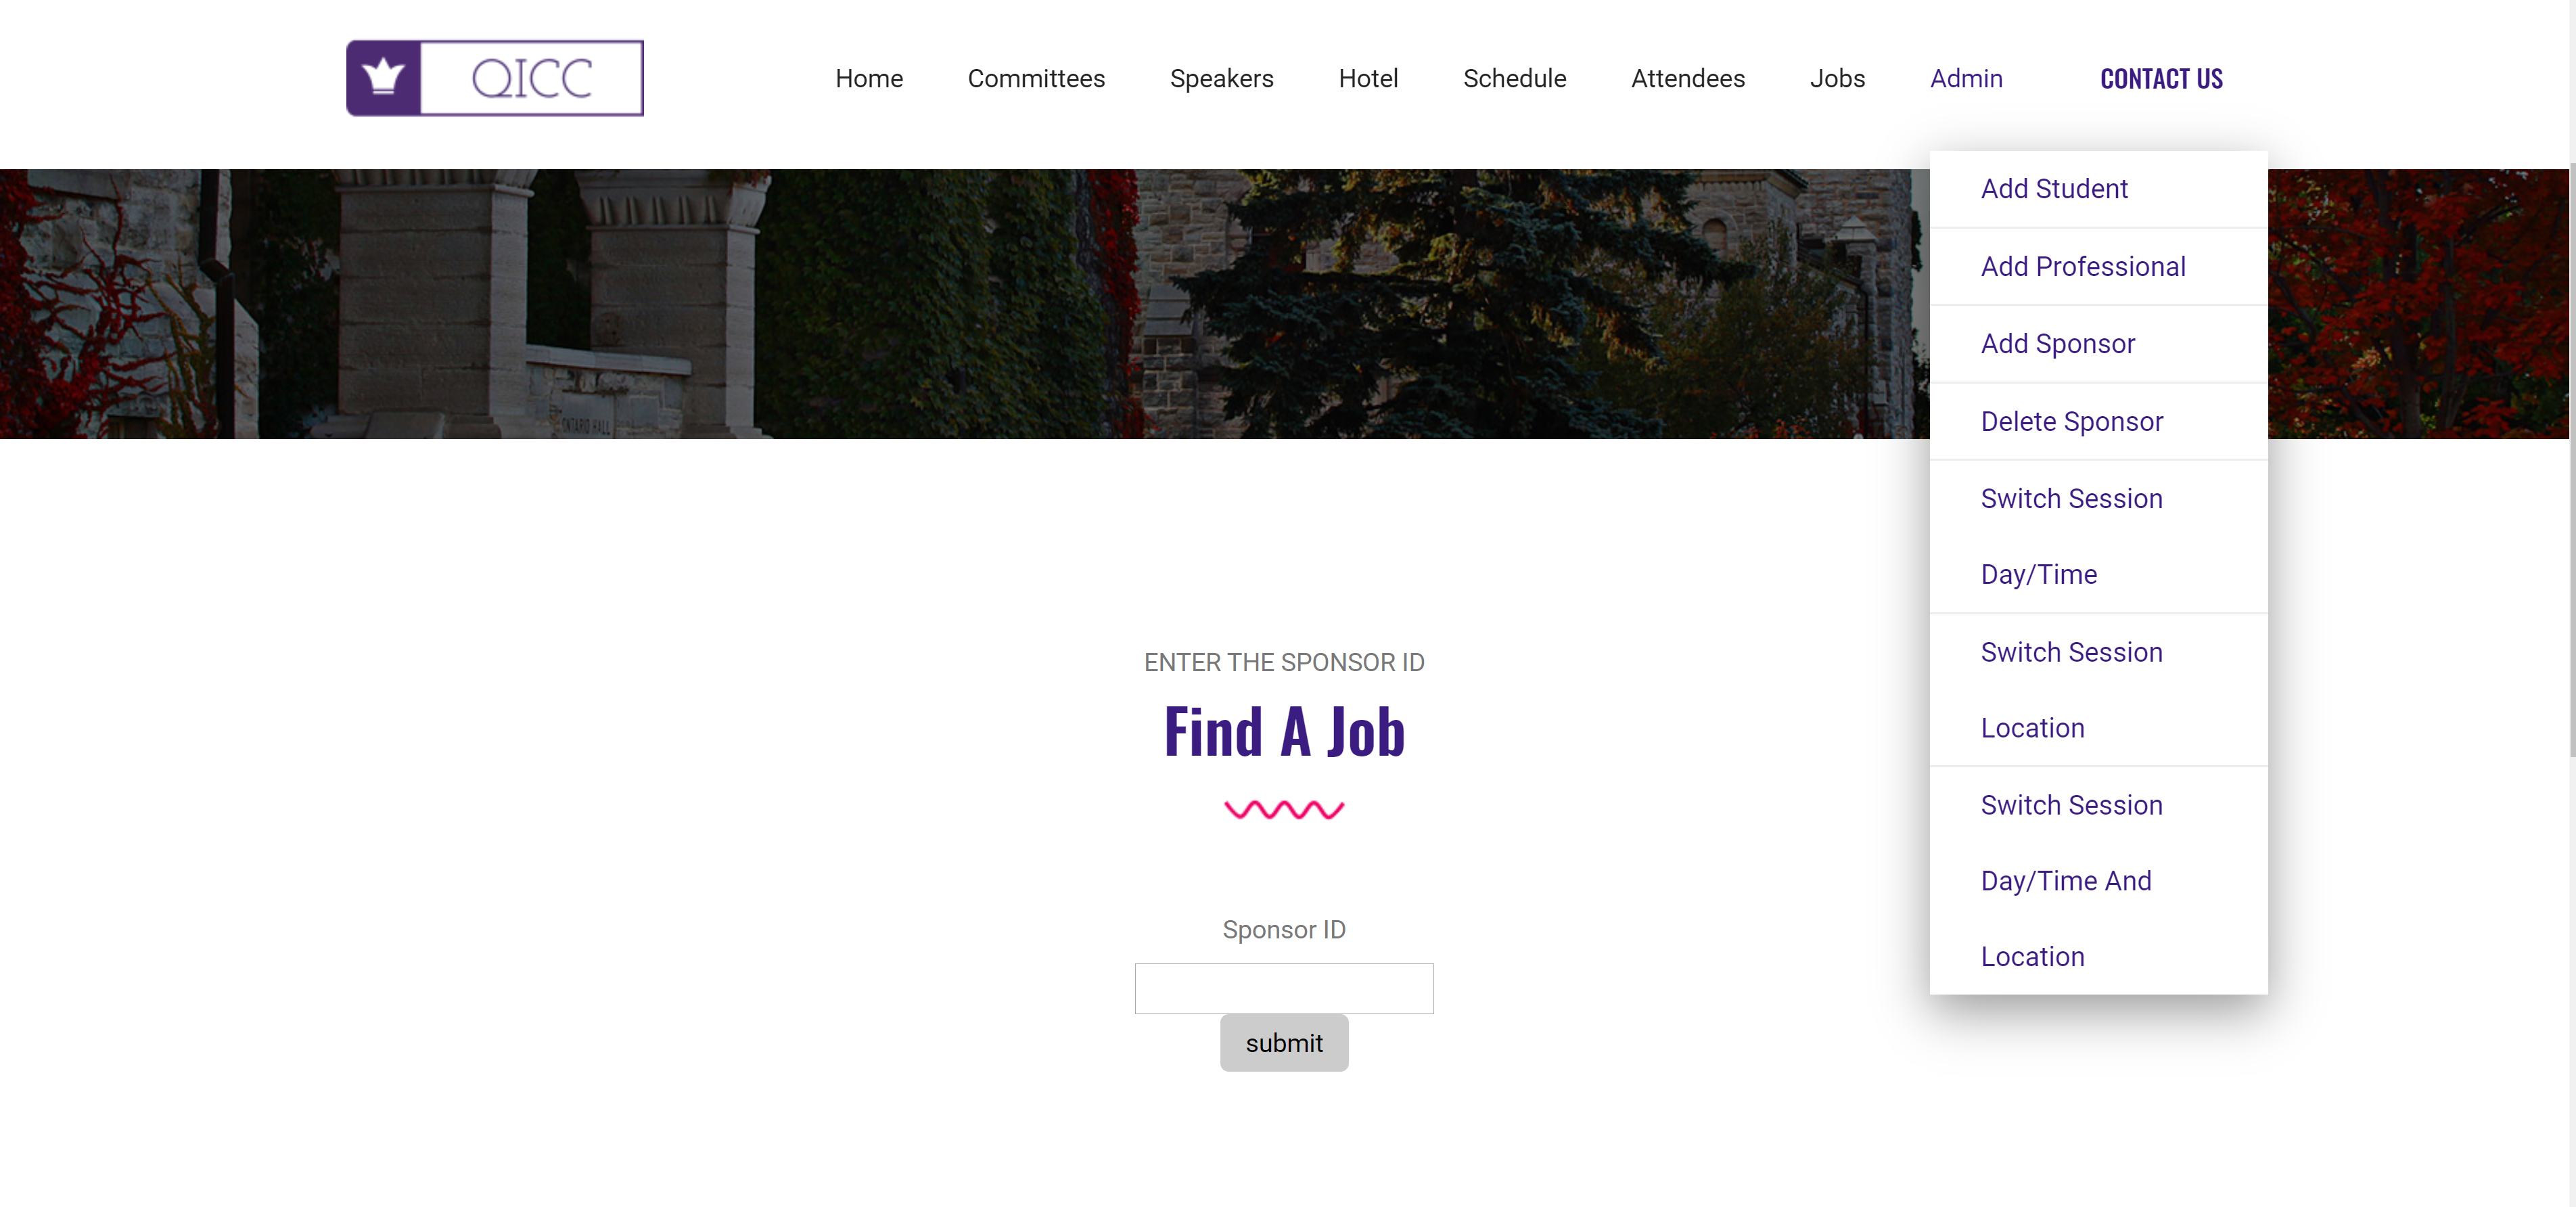 QICC
Home Committees Speakers Hotel Schedule Attendees Jobs Admin CONTACT US
Add Student
Add Professional
Add Sponsor
Delete Sponsor
Switch Session
Day/Time
Switch Session
Location
Switch Session
Day/Time And
Location
ONTARIO HALL
ENTER THE SPONSOR ID
Find A Job
Sponsor ID
submit